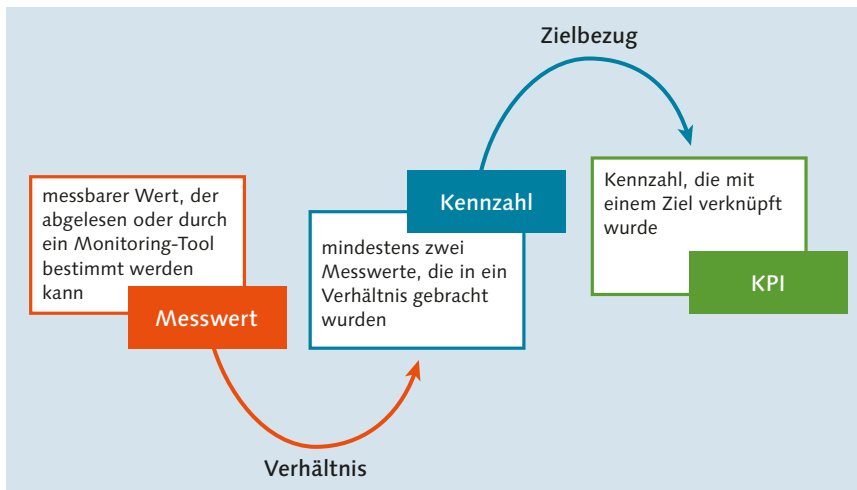 Zielbezug
messbarer Wert, der
abgelesen oder durch
ein Monitoring-Tool
bestimmt werden
kann
Messwert
Verhältnis
Kennzahl
mindestens zwei
Messwerte, die in ein
Verhältnis gebracht
wurden
Kennzahl, die mit
einem Ziel verknüpft
wurde
KPI